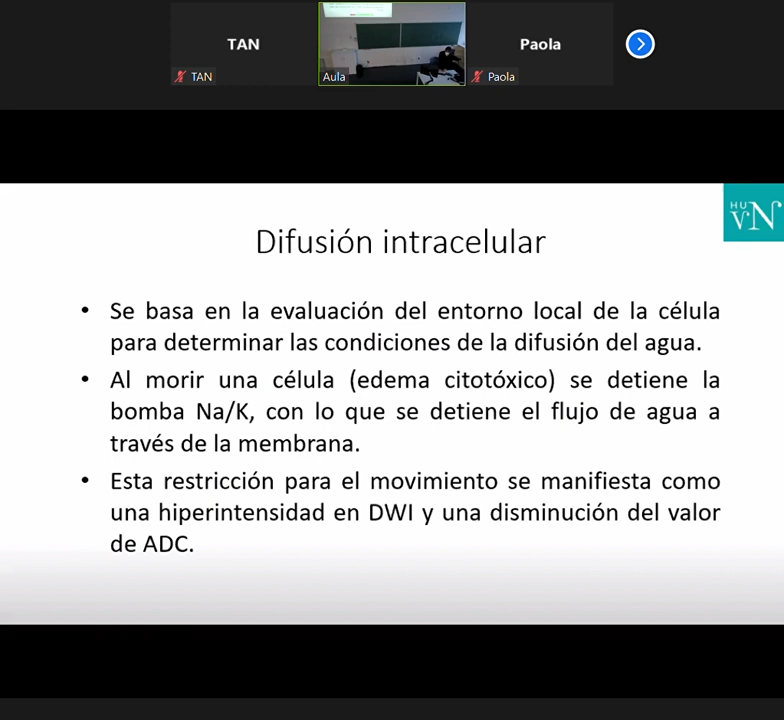 TAN
Paola
TAN
Aula
Paola
HU
VN
Difusión intracelular
• Se basa en la evaluación del entorno local de la célula
para determinar las condiciones de la difusión del agua.
• Al morir una célula (edema citotóxico) se detiene la
bomba Na/K, con lo que se detiene el flujo de agua a
través de la membrana.
• Esta restricción para el movimiento se manifiesta como
una hiperintensidad en DWI y una disminución del valor
de ADC.